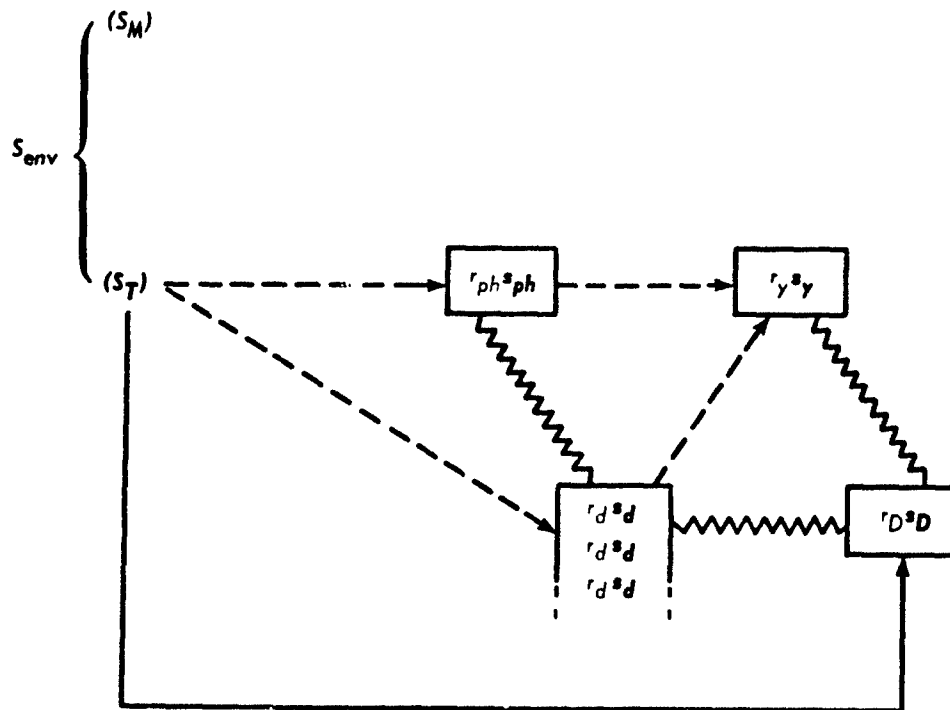 (S_M)
S_env
(S_T)
r_ph s_ph
r_y s_y
r_d s_d
r_d s_d
r_d s_d
r_D s_D